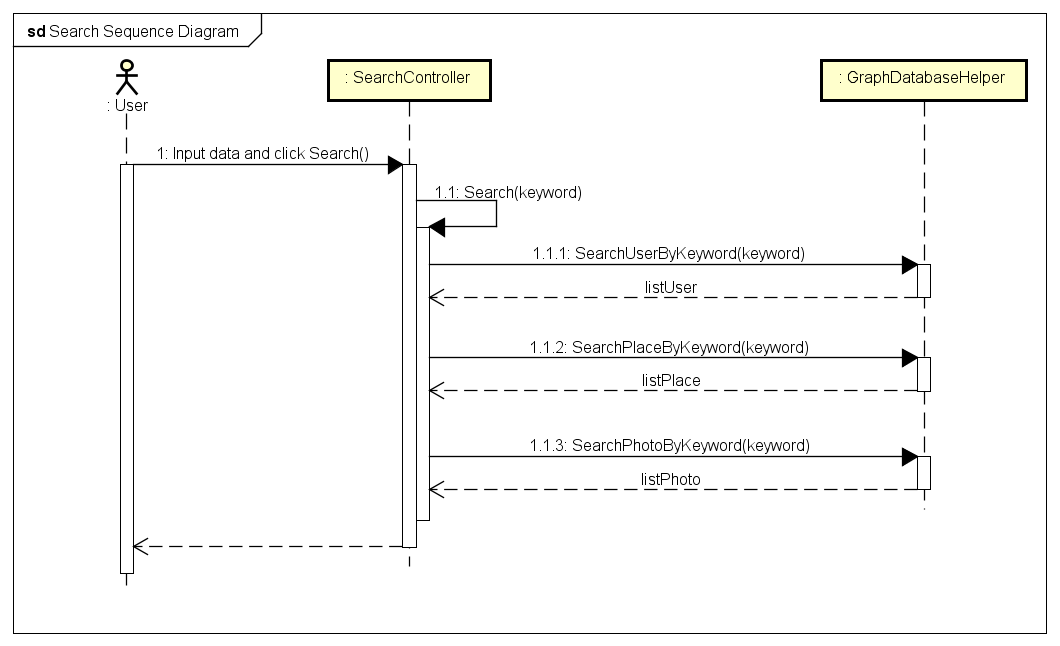 sd Search Sequence Diagram
: User
: SearchController
: GraphDatabaseHelper
1: Input data and click Search()
1.1: Search(keyword)
1.1.1: SearchUserByKeyword(keyword)
listUser
1.1.2: SearchPlaceByKeyword(keyword)
listPlace
1.1.3: SearchPhotoByKeyword(keyword)
listPhoto